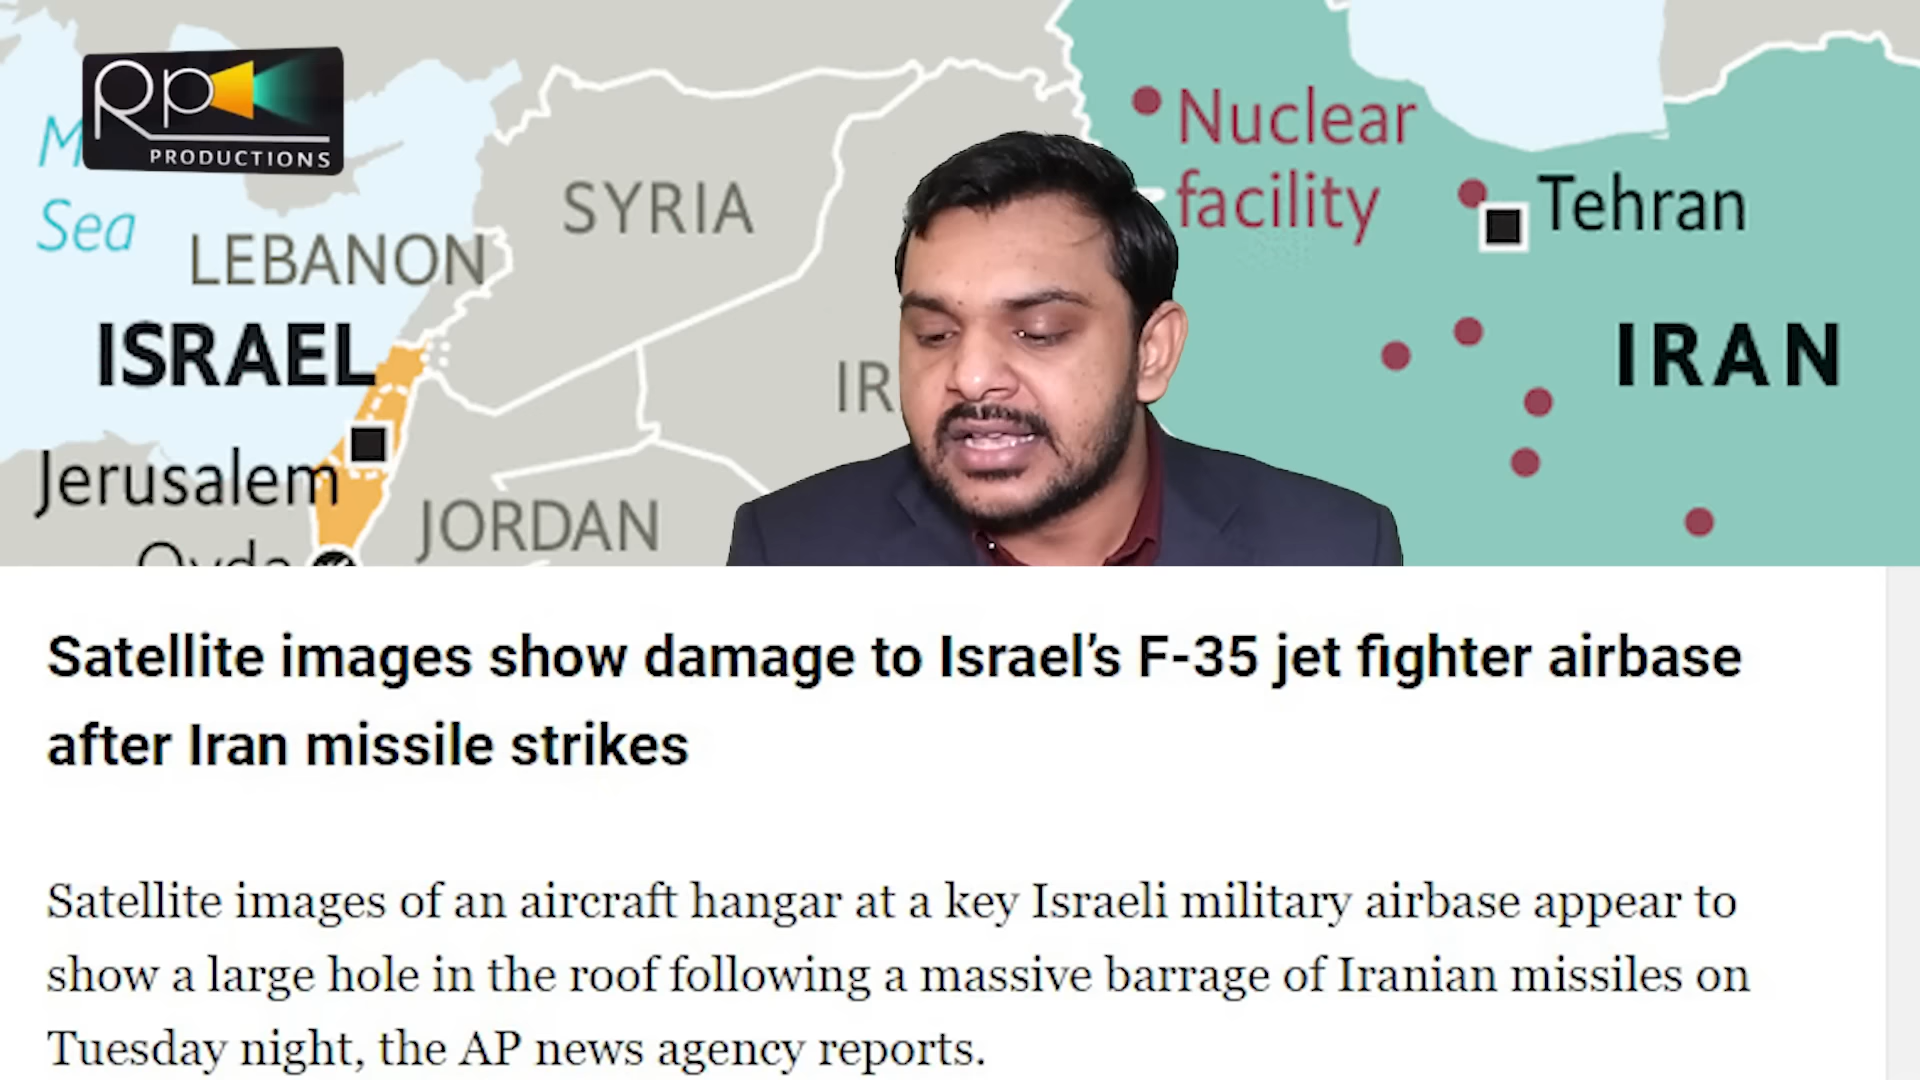 Rp
PRODUCTIONS
M
Sea
LEBANON
SYRIA
ISRAEL
Jerusalem
JORDAN
IR
Nuclear
facility
Tehran
IRAN
Satellite images show damage to Israel’s F-35 jet fighter airbase
after Iran missile strikes
Satellite images of an aircraft hangar at a key Israeli military airbase appear to
show a large hole in the roof following a massive barrage of Iranian missiles on
Tuesday night, the AP news agency reports.